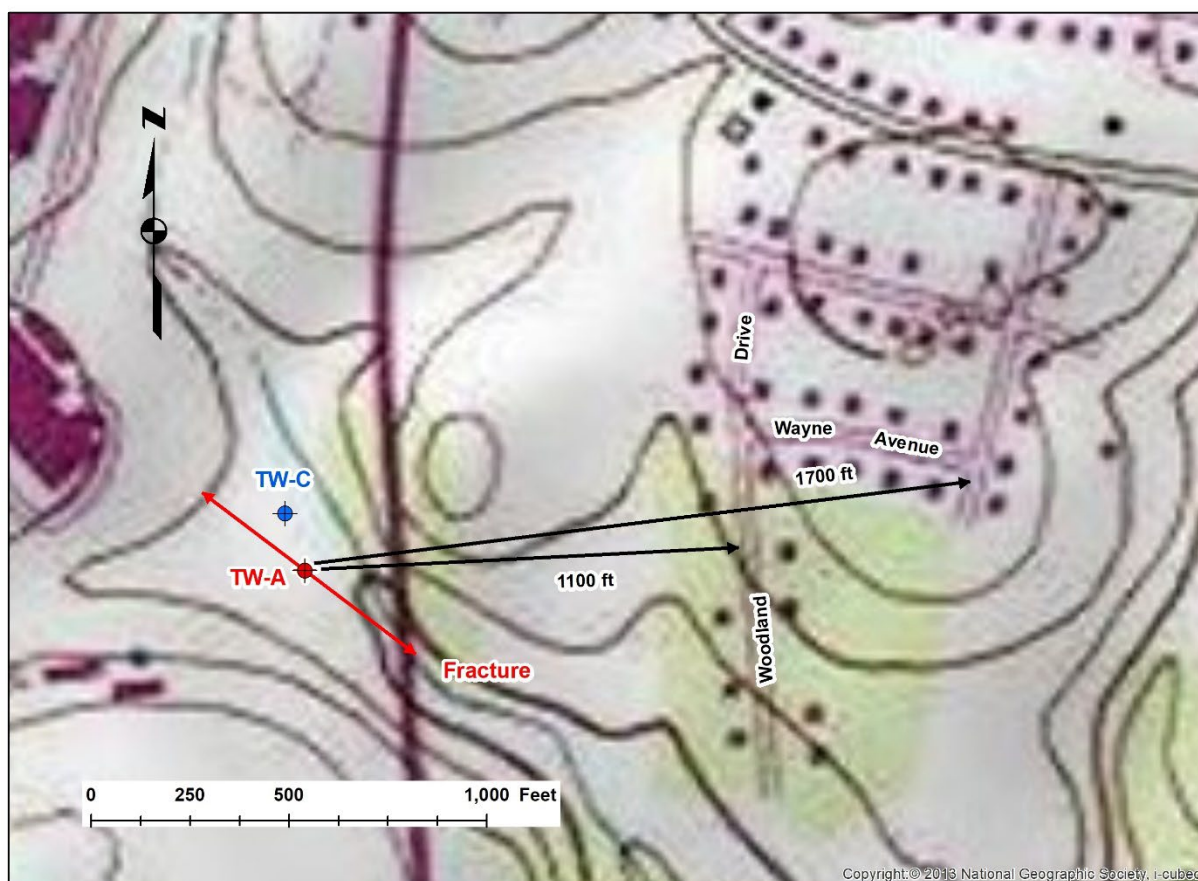 N
Drive
Wayne
Avenue
1700 ft
TW-C
TW-A
1100 ft
Woodland
Fracture
0 250 500 1,000 Feet
Copyright:© 2013 National Geographic Society, i-cubed